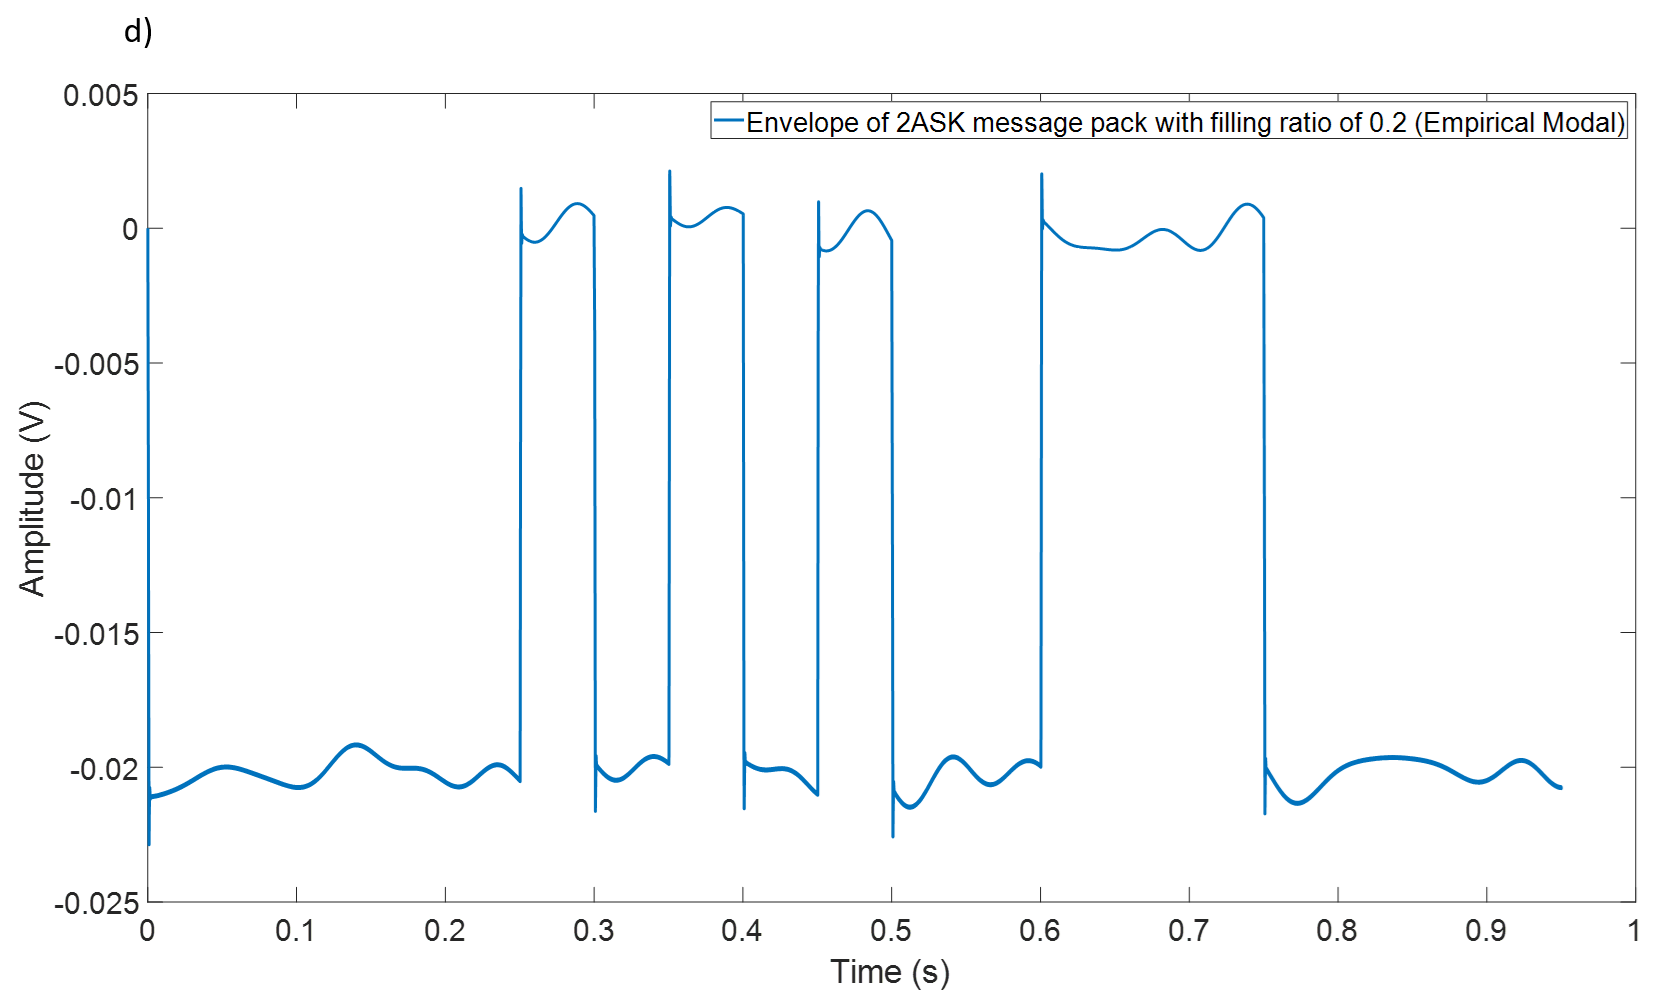 d)
Envelope of 2ASK message pack with filling ratio of 0.2 (Empirical Modal)
0.005
0
-0.005
-0.01
-0.015
-0.02
-0.025
Amplitude (V)
0 0.1 0.2 0.3 0.4 0.5 0.6 0.7 0.8 0.9 1
Time (s)